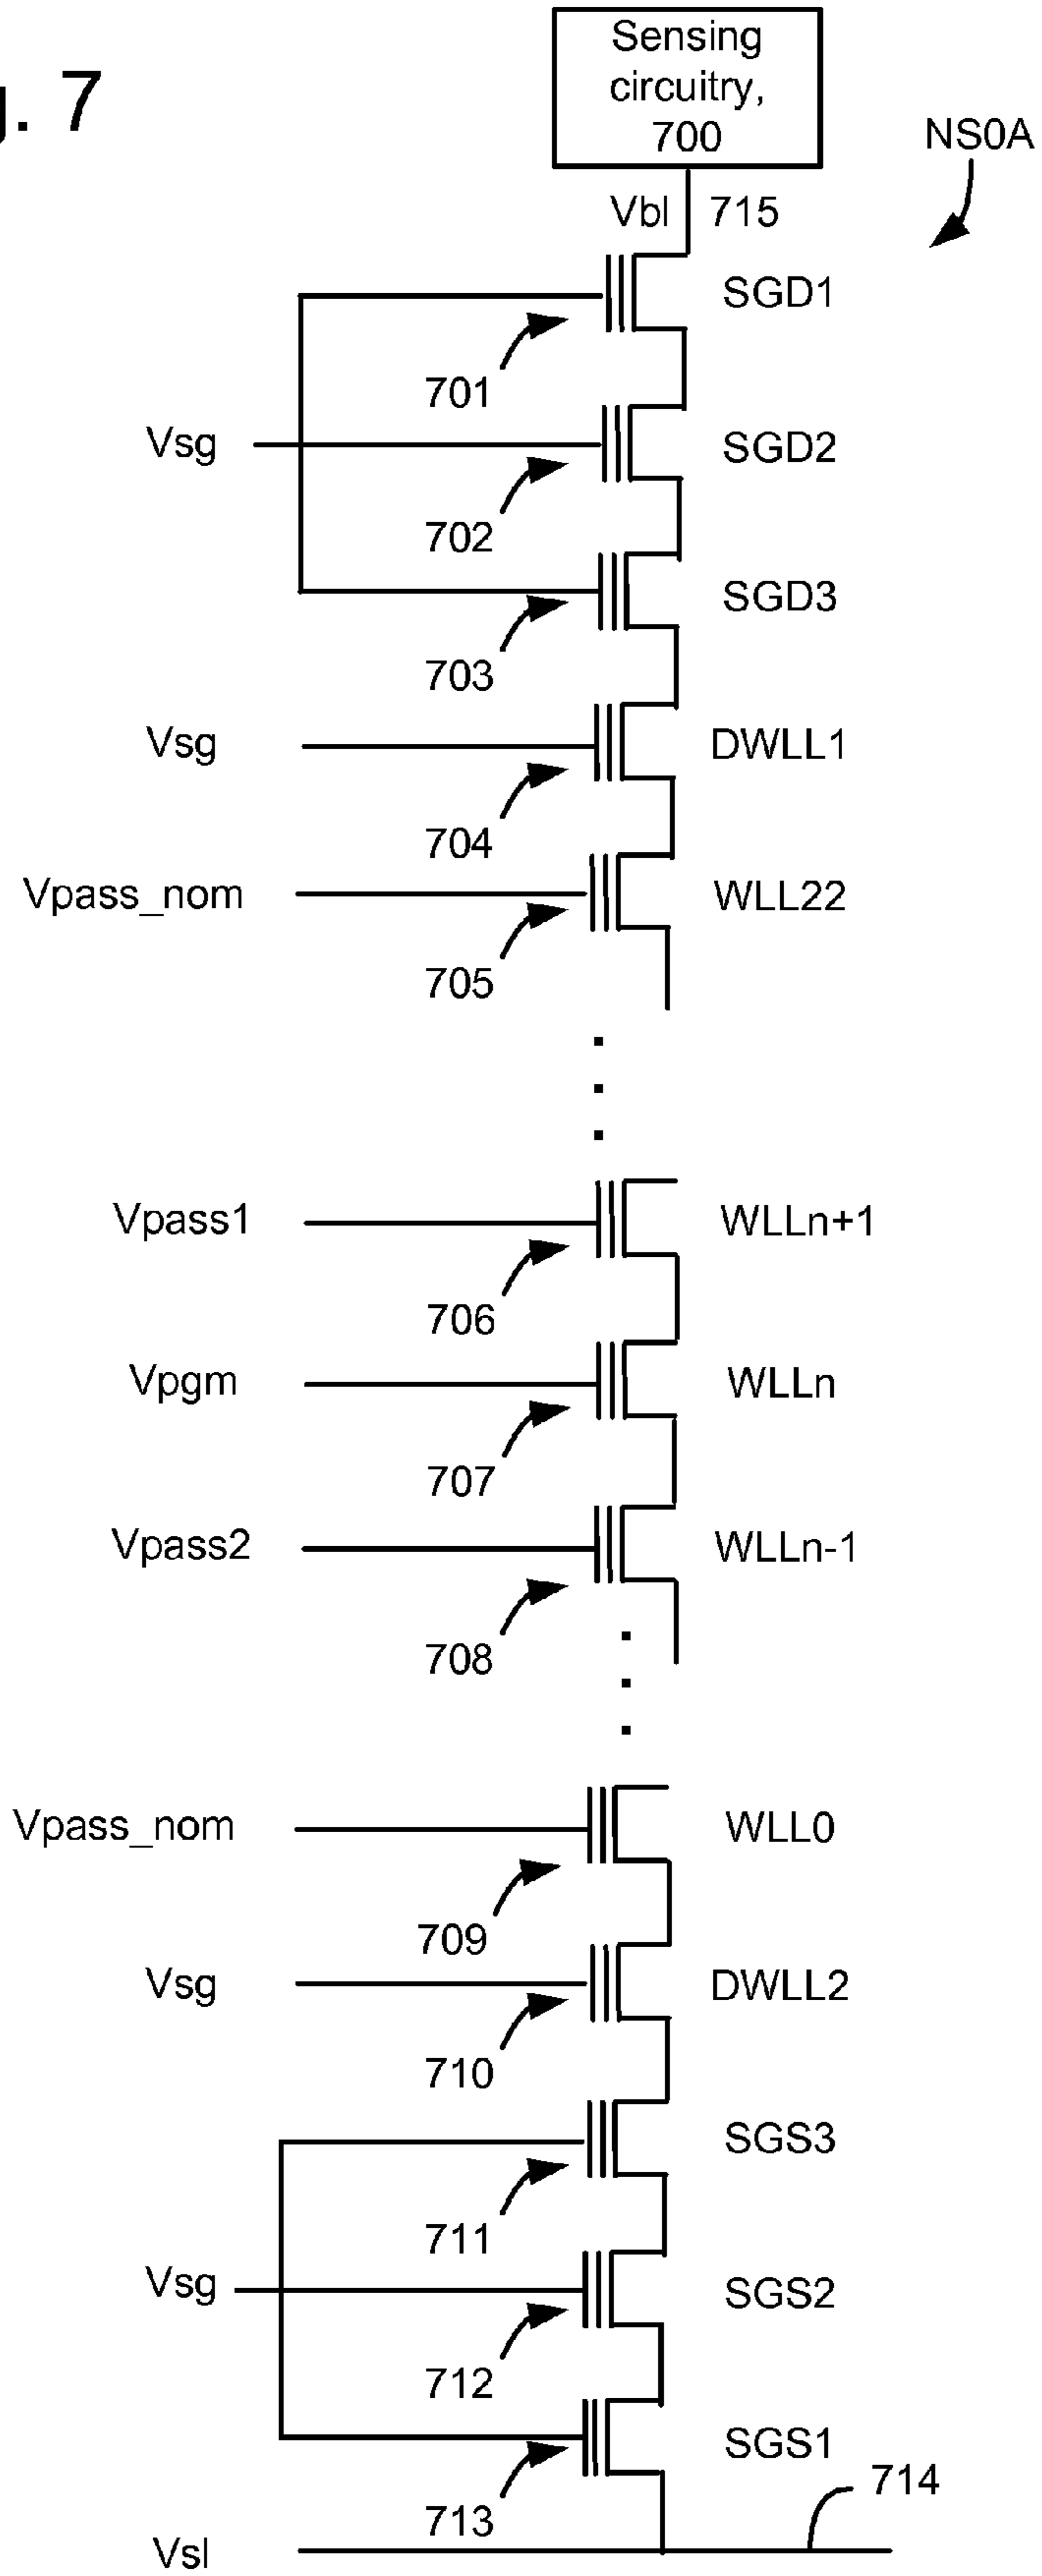 g. 7
Sensing
circuitry,
700
NS0A
Vbl 715
SGD1
701
Vsg
SGD2
702
SGD3
703
Vsg
DWLL1
704
Vpass_nom
WLL22
705
Vpass1
WLLn+1
706
Vpgm
WLLn
707
Vpass2
WLLn-1
708
Vpass_nom
WLL0
709
Vsg
DWLL2
710
SGS3
711
Vsg
SGS2
712
SGS1
713
714
Vsl